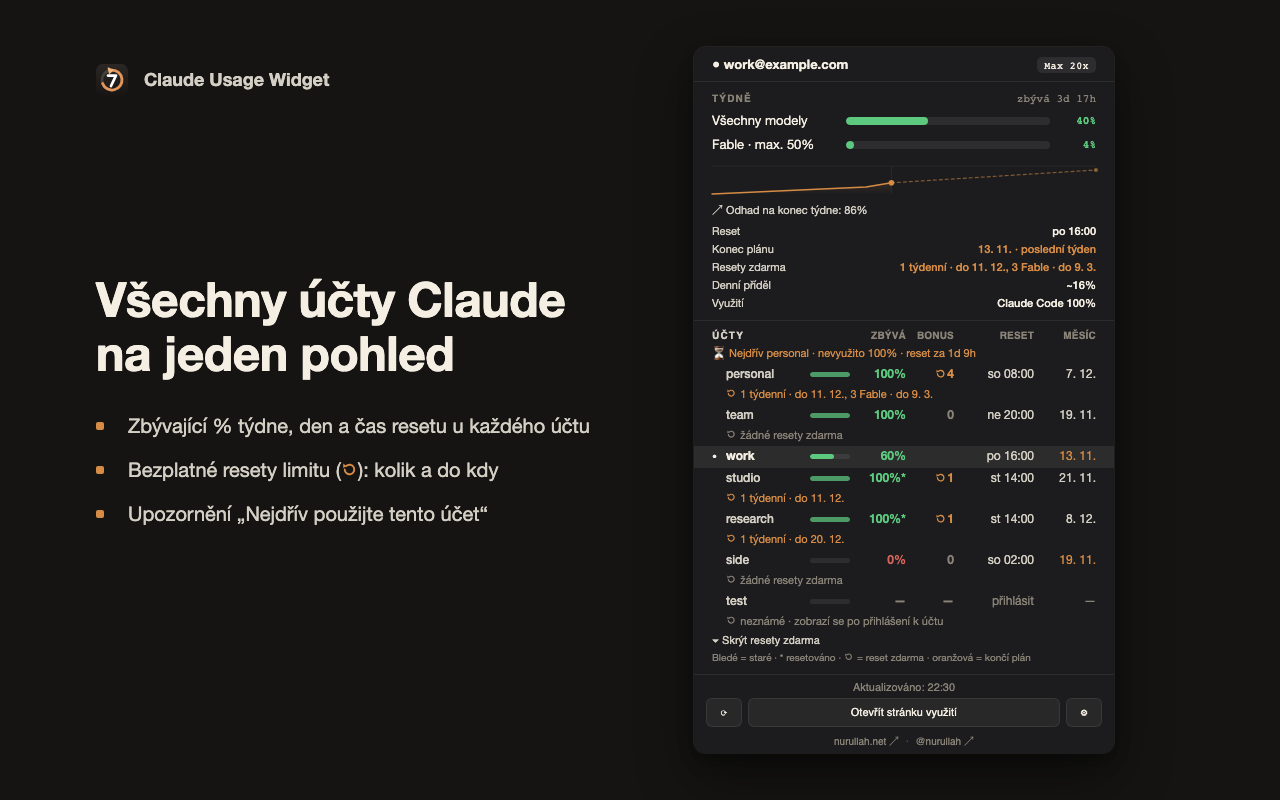 7
Claude Usage Widget
Všechny účty Claude
na jeden pohled
Zbývající % týdne, den a čas resetu u každého účtu
Bezplatné resety limitu (↺): kolik a do kdy
Upozornění „Nejdřív použijte tento účet“
● work@example.com Max 20x
TÝDNĚ zbývá 3d 17h
Všechny modely 40%
Fable · max. 50% 4%
↗ Odhad na konec týdne: 86%
Reset po 16:00
Konec plánu 13. 11. · poslední týden
Resety zdarma 1 týdenní · do 11. 12., 3 Fable · do 9. 3.
Denní příděl ~16%
Využití Claude Code 100%
ÚČTY ZBÝVÁ BONUS RESET MĚSÍC
⏳ Nejdřív personal · nevyužito 100% · reset za 1d 9h
personal 100% ↺4 so 08:00 7. 12.
↺ 1 týdenní · do 11. 12., 3 Fable · do 9. 3.
team 100% 0 ne 20:00 19. 11.
↺ žádné resety zdarma
• work 60% po 16:00 13. 11.
studio 100%* ↺1 st 14:00 21. 11.
↺ 1 týdenní · do 11. 12.
research 100%* ↺1 st 14:00 8. 12.
↺ 1 týdenní · do 20. 12.
side 0% 0 so 02:00 19. 11.
↺ žádné resety zdarma
test — — přihlásit —
↺ neznámé · zobrazí se po přihlášení k účtu
▾ Skrýt resety zdarma
Bledé = staré · * resetováno · ↺ = reset zdarma · oranžová = končí plán
Aktualizováno: 22:30
⟳ Otevřít stránku využití ⚙
nurullah.net ↗ · @nurullah ↗